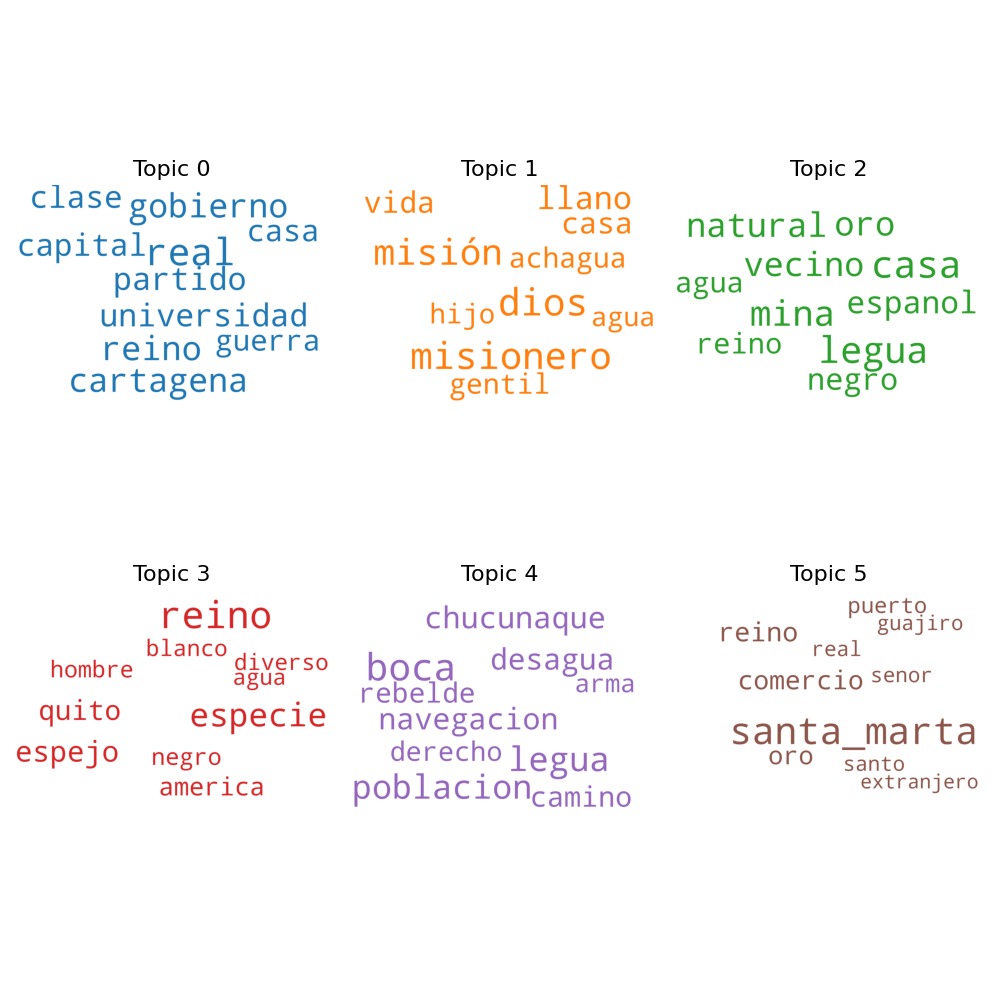 Topic 0
clase
gobierno
casa
capital
real
partido
universidad
guerra
reino
cartagena
Topic 1
vida
llano
casa
misión
achagua
dios
hijo
agua
misionero
gentil
Topic 2
natural
oro
vecino
casa
agua
espanol
mina
reino
legua
negro
Topic 3
reino
blanco
diverso
hombre
agua
quito
especie
espejo
negro
america
Topic 4
chucunaque
boca
desagua
arma
rebelde
navegacion
derecho
legua
poblacion
camino
Topic 5
puerto
guajiro
reino
real
comercio
senor
santa_marta
oro
santo
extranjero